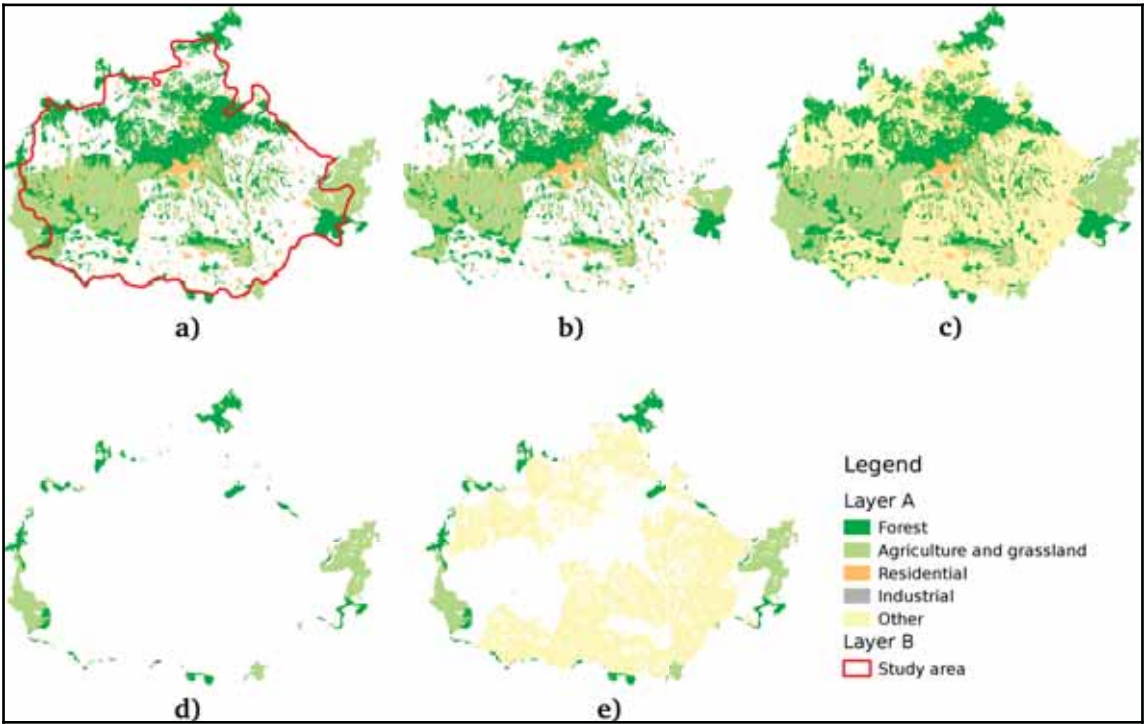 a)
b)
c)
d)
e)
Legend
Layer A
Forest
Agriculture and grassland
Residential
Industrial
Other
Layer B
Study area